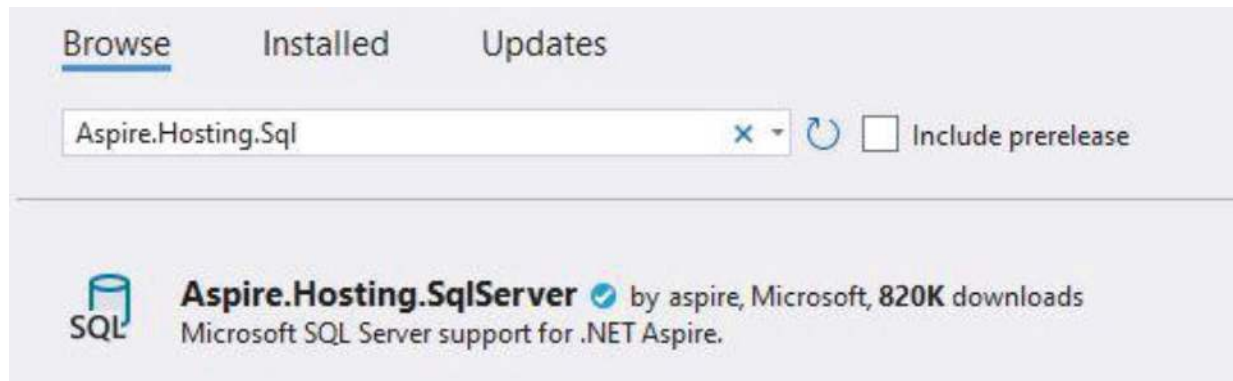 Browse Installed Updates
Aspire.Hosting.Sql
Include prerelease
SQL
Aspire.Hosting.SqlServer by aspire, Microsoft, 820K downloads
Microsoft SQL Server support for .NET Aspire.